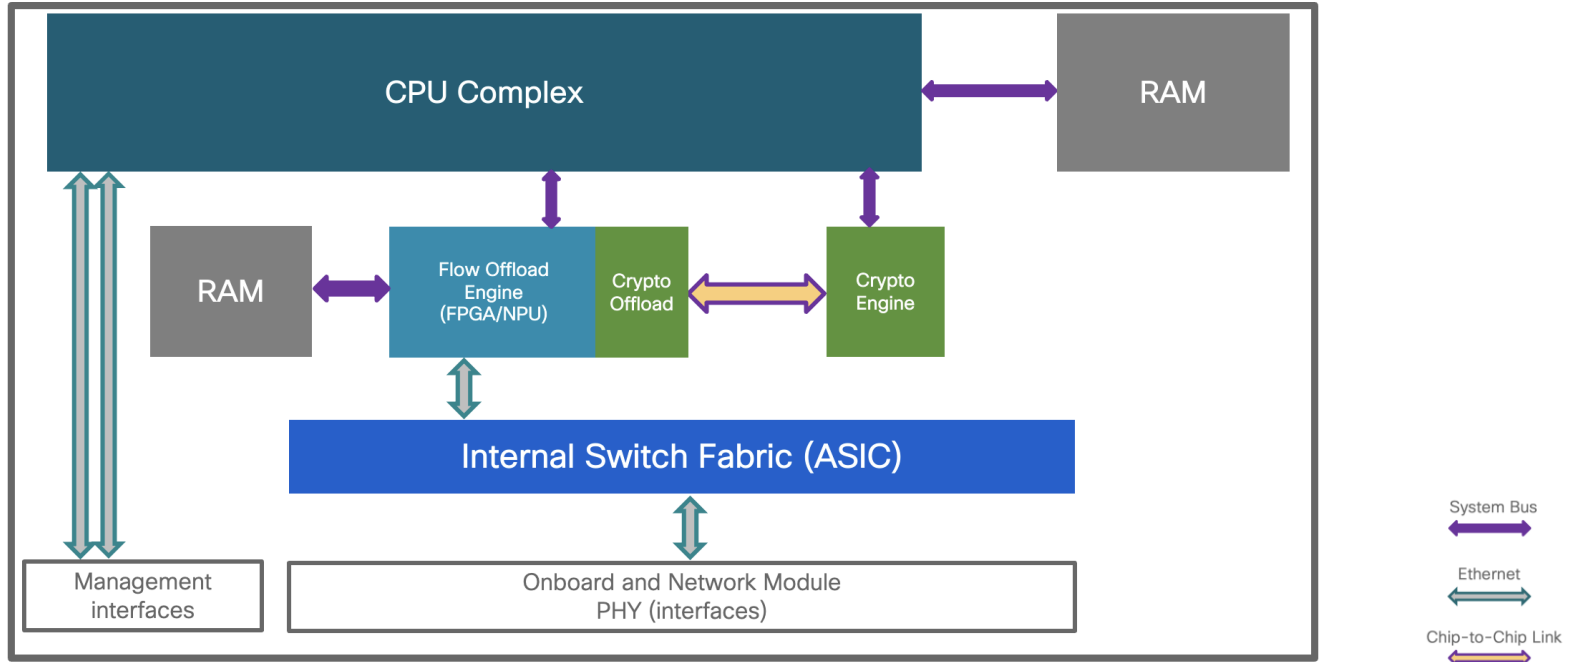 CPU Complex
RAM
RAM
Flow Offload
Engine
(FPGA/NPU)
Crypto
Offload
Crypto
Engine
Internal Switch Fabric (ASIC)
Management
interfaces
Onboard and Network Module
PHY (interfaces)
System Bus
Ethernet
Chip-to-Chip Link